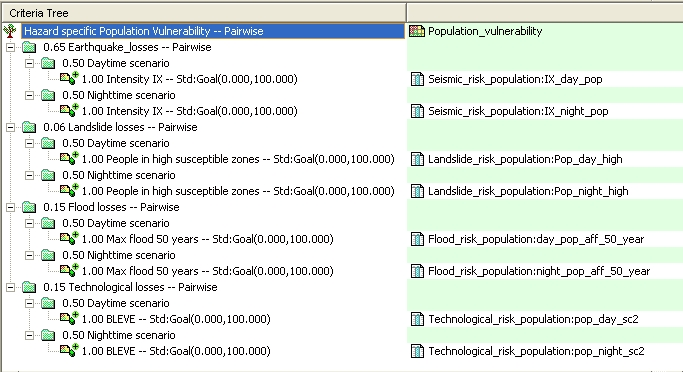 Criteria Tree
Hazard specific Population Vulnerability -- Pairwise Population_vulnerability
0.65 Earthquake_losses -- Pairwise
0.50 Daytime scenario
1.00 Intensity IX -- Std:Goal(0.000,100.000) Seismic_risk_population:IX_day_pop
0.50 Nighttime scenario
1.00 Intensity IX -- Std:Goal(0.000,100.000) Seismic_risk_population:IX_night_pop
0.06 Landslide losses -- Pairwise
0.50 Daytime scenario
1.00 People in high susceptible zones -- Std:Goal(0.000,100.000) Landslide_risk_population:Pop_day_high
0.50 Nighttime scenario
1.00 People in high susceptible zones -- Std:Goal(0.000,100.000) Landslide_risk_population:Pop_night_high
0.15 Flood losses -- Pairwise
0.50 Daytime scenario
1.00 Max flood 50 years -- Std:Goal(0.000,100.000) Flood_risk_population:day_pop_aff_50_year
0.50 Nighttime scenario
1.00 Max flood 50 years -- Std:Goal(0.000,100.000) Flood_risk_population:night_pop_aff_50_year
0.15 Technological losses -- Pairwise
0.50 Daytime scenario
1.00 BLEVE -- Std:Goal(0.000,100.000) Technological_risk_population:pop_day_sc2
0.50 Nighttime scenario
1.00 BLEVE -- Std:Goal(0.000,100.000) Technological_risk_population:pop_night_sc2